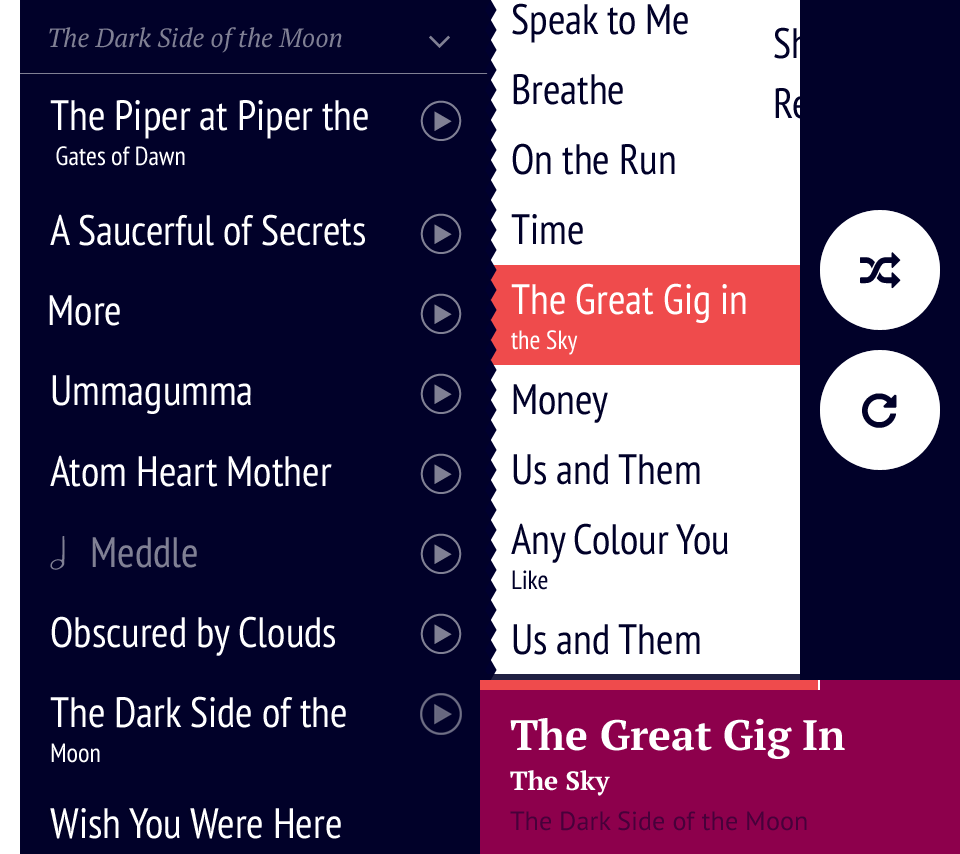 The Dark Side of the Moon
The Piper at Piper the
Gates of Dawn
A Saucerful of Secrets
More
Ummagumma
Atom Heart Mother
Meddle
Obscured by Clouds
The Dark Side of the
Moon
Wish You Were Here
Speak to Me
Breathe
On the Run
Time
The Great Gig in
the Sky
Money
Us and Them
Any Colour You
Like
Us and Them
Sh
Re
The Great Gig In
The Sky
The Dark Side of the Moon